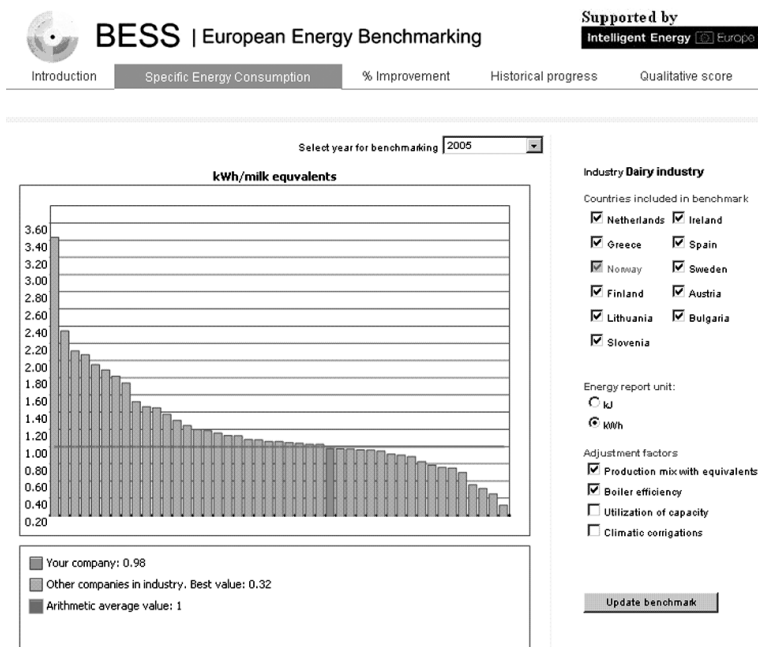 BESS | European Energy Benchmarking
Supported by
Intelligent Energy Europe
Introduction Specific Energy Consumption % Improvement Historical progress Qualitative score
Select year for benchmarking 2005
kWh/milk equvalents
3.60
3.40
3.20
3.00
2.80
2.60
2.40
2.20
2.00
1.80
1.60
1.40
1.20
1.00
0.80
0.60
0.40
0.20
Your company: 0.98
Other companies in industry. Best value: 0.32
Arithmetic average value: 1
Industry Dairy industry
Countries included in benchmark
Netherlands Ireland
Greece Spain
Norway Sweden
Finland Austria
Lithuania Bulgaria
Slovenia
Energy report unit:
kJ
kWh
Adjustment factors
Production mix with equivalents
Boiler efficiency
Utilization of capacity
Climatic corrigations
Update benchmark